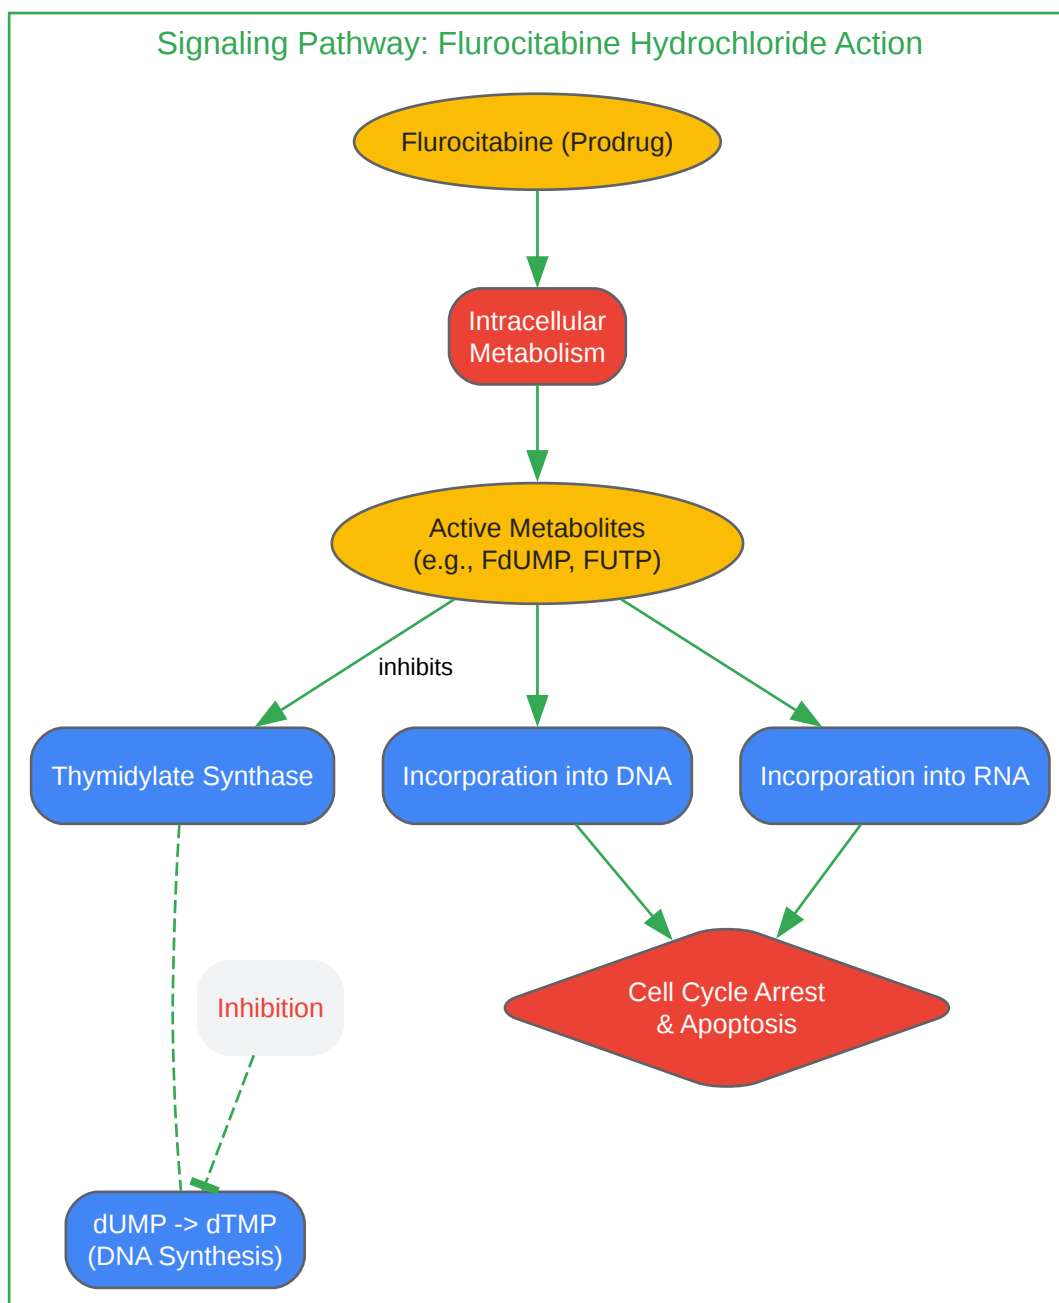 Signaling Pathway: Flurocitabine Hydrochloride Action
Flurocitabine (Prodrug)
Intracellular
Metabolism
Active Metabolites
(e.g., FdUMP, FUTP)
inhibits
Thymidylate Synthase
Incorporation into DNA
Incorporation into RNA
Inhibition
Cell Cycle Arrest
& Apoptosis
dUMP -> dTMP
(DNA Synthesis)